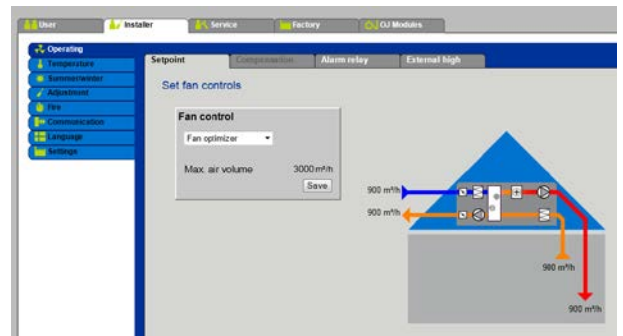 User Installer Service Factory OJ Modules
Operating
Temperature
Summer/winter
Adjustment
Fire
Communication
Language
Settings
Setpoint Compensation Alarm relay External high
Set fan controls
Fan control
Fan optimizer
Max. air volume 3000 m³/h
Save
900 m³/h
900 m³/h
900 m³/h
900 m³/h